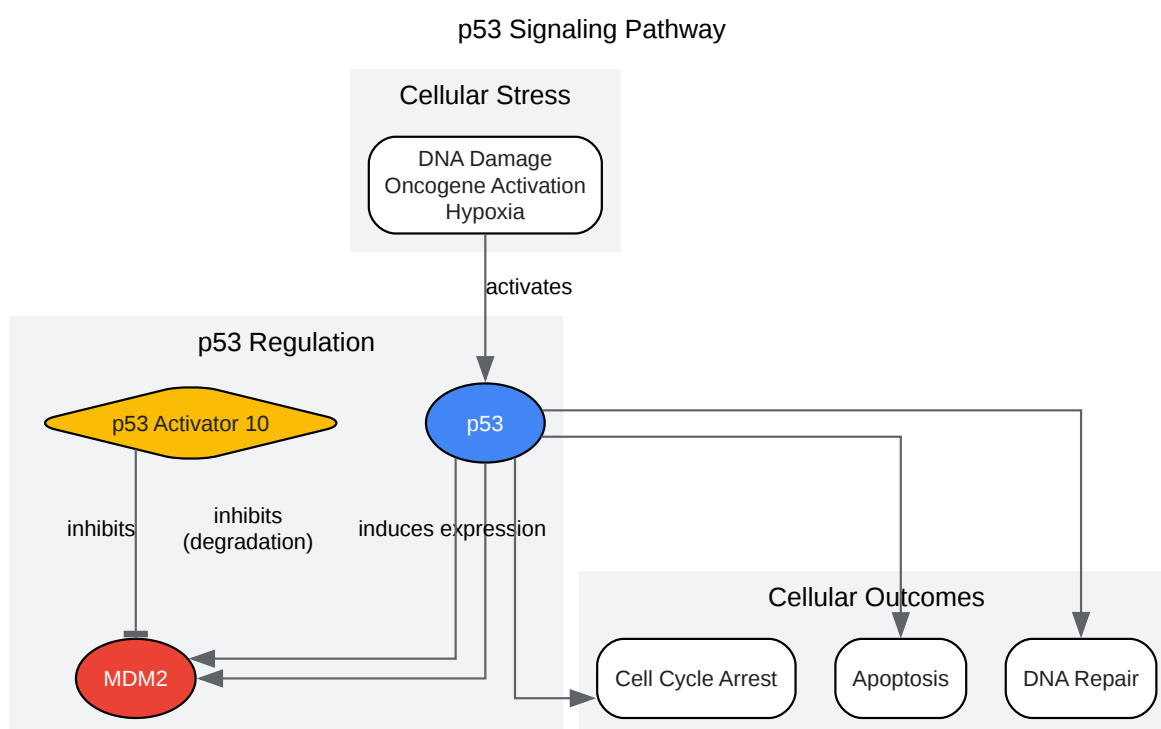 p53 Signaling Pathway
Cellular Stress
DNA Damage
Oncogene Activation
Hypoxia
activates
p53 Regulation
p53 Activator 10
p53
inhibits
inhibits
(degradation)
induces expression
Cellular Outcomes
MDM2
Cell Cycle Arrest
Apoptosis
DNA Repair